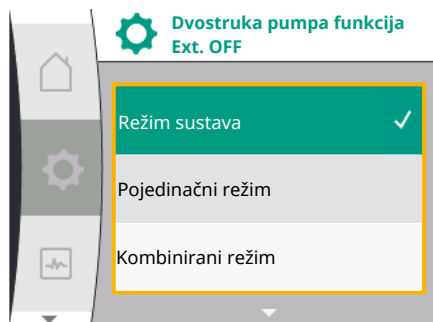 Dvostruka pumpa funkcija
Ext. OFF
Režim sustava
Pojedinačni režim
Kombinirani režim